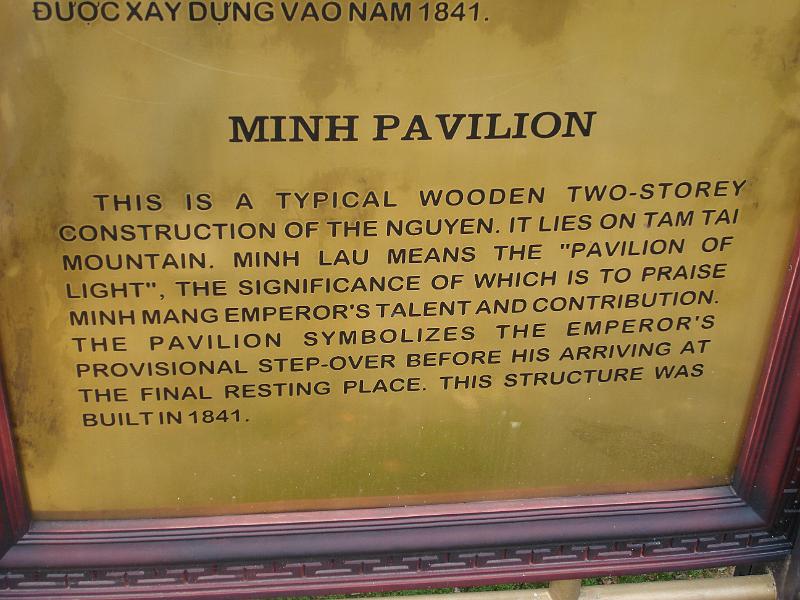 ĐƯỢC XÂY DỰNG VÀO NĂM 1841.
MINH PAVILION
THIS IS A TYPICAL WOODEN TWO-STOREY
CONSTRUCTION OF THE NGUYEN. IT LIES ON TAM TAI
MOUNTAIN. MINH LAU MEANS THE "PAVILION OF
LIGHT", THE SIGNIFICANCE OF WHICH IS TO PRAISE
MINH MANG EMPEROR'S TALENT AND CONTRIBUTION.
THE PAVILION SYMBOLIZES THE EMPEROR'S
PROVISIONAL STEP-OVER BEFORE HIS ARRIVING AT
THE FINAL RESTING PLACE. THIS STRUCTURE WAS
BUILT IN 1841.